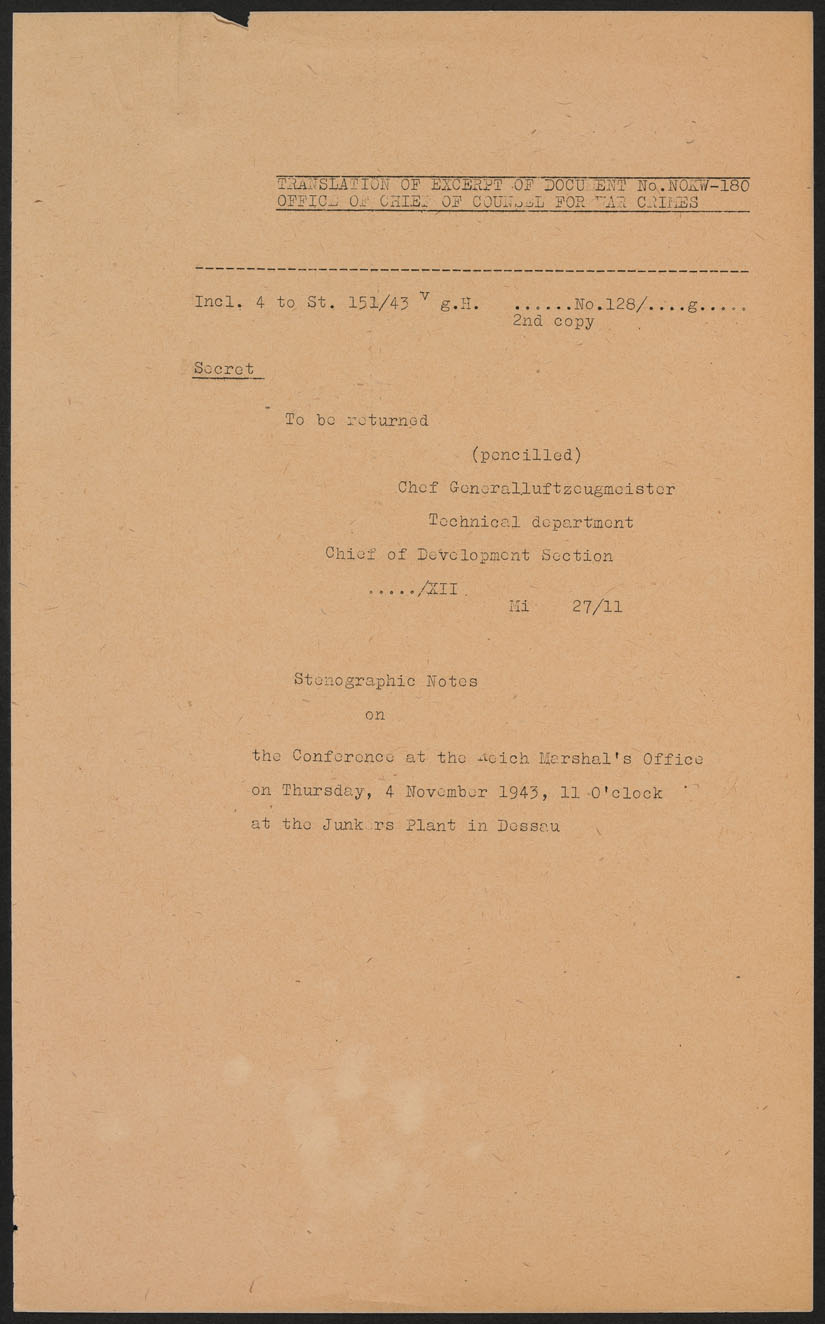 TRANSLATION OF EXCERPT OF DOCUMENT No.NOKW-180
OFFICE OF CHIEF OF COUNSEL FOR WAR CRIMES
Incl. 4 to St. 151/43 V g.H. ......No.128/....g.....
2nd copy
Secret
To be returned
(pencilled)
Chef Generalluftzeugmeister
Technical department
Chief of Development Section
...../XII
Mi 27/11
Stenographic Notes
on
the Conference at the Reich Marshal's Office
on Thursday, 4 November 1943, 11 O'clock
at the Junkers Plant in Dessau